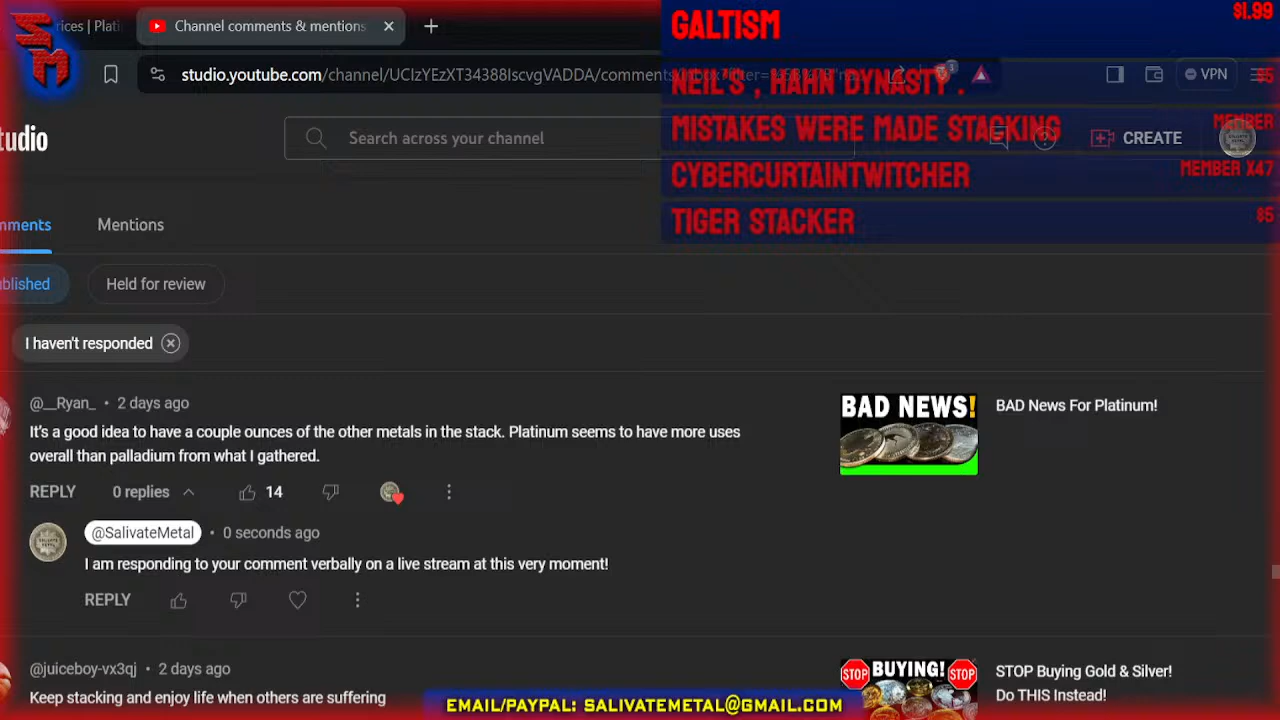 SM
rices | Plati
Channel comments & mentions
studio.youtube.com/channel/UCIzYEzXT34388IscvgVADDA/comments
VPN
GALTISM
$1.99
NEIL'S , HAHN DYNASTY .
$5
MISTAKES WERE MADE STACKING
MEMBER
CYBERCURTAINTWITCHER
MEMBER X47
TIGER STACKER
$5
tudio
Search across your channel
CREATE
mments
Mentions
ublished
Held for review
I haven't responded
@__Ryan_ • 2 days ago
It's a good idea to have a couple ounces of the other metals in the stack. Platinum seems to have more uses
overall than palladium from what I gathered.
BAD NEWS!
BAD News For Platinum!
REPLY 0 replies 14
@SalivateMetal • 0 seconds ago
I am responding to your comment verbally on a live stream at this very moment!
REPLY
@juiceboy-vx3qj • 2 days ago
Keep stacking and enjoy life when others are suffering
STOP BUYING! STOP
STOP Buying Gold & Silver!
Do THIS Instead!
EMAIL/PAYPAL: SALIVATEMETAL@GMAIL.COM